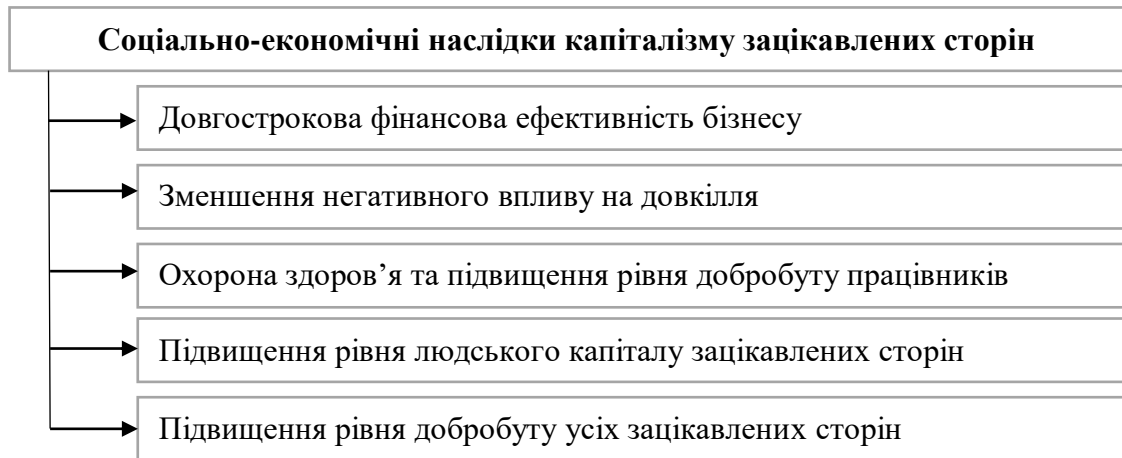 Соціально-економічні наслідки капіталізму зацікавлених сторін
Довгострокова фінансова ефективність бізнесу
Зменшення негативного впливу на довкілля
Охорона здоров’я та підвищення рівня добробуту працівників
Підвищення рівня людського капіталу зацікавлених сторін
Підвищення рівня добробуту усіх зацікавлених сторін